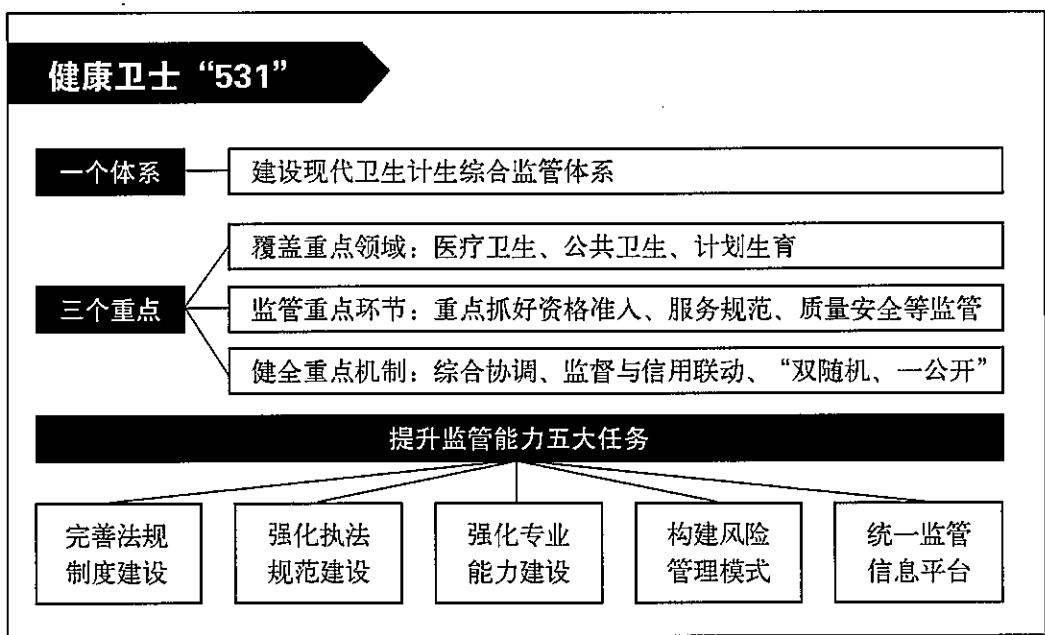 健康卫士“531”
一个体系
建设现代卫生计生综合监管体系
三个重点
覆盖重点领域：医疗卫生、公共卫生、计划生育
监管重点环节：重点抓好资格准入、服务规范、质量安全等监管
健全重点机制：综合协调、监督与信用联动、“双随机、一公开”
提升监管能力五大任务
完善法规
制度建设
强化执法
规范建设
强化专业
能力建设
构建风险
管理模式
统一监管
信息平台